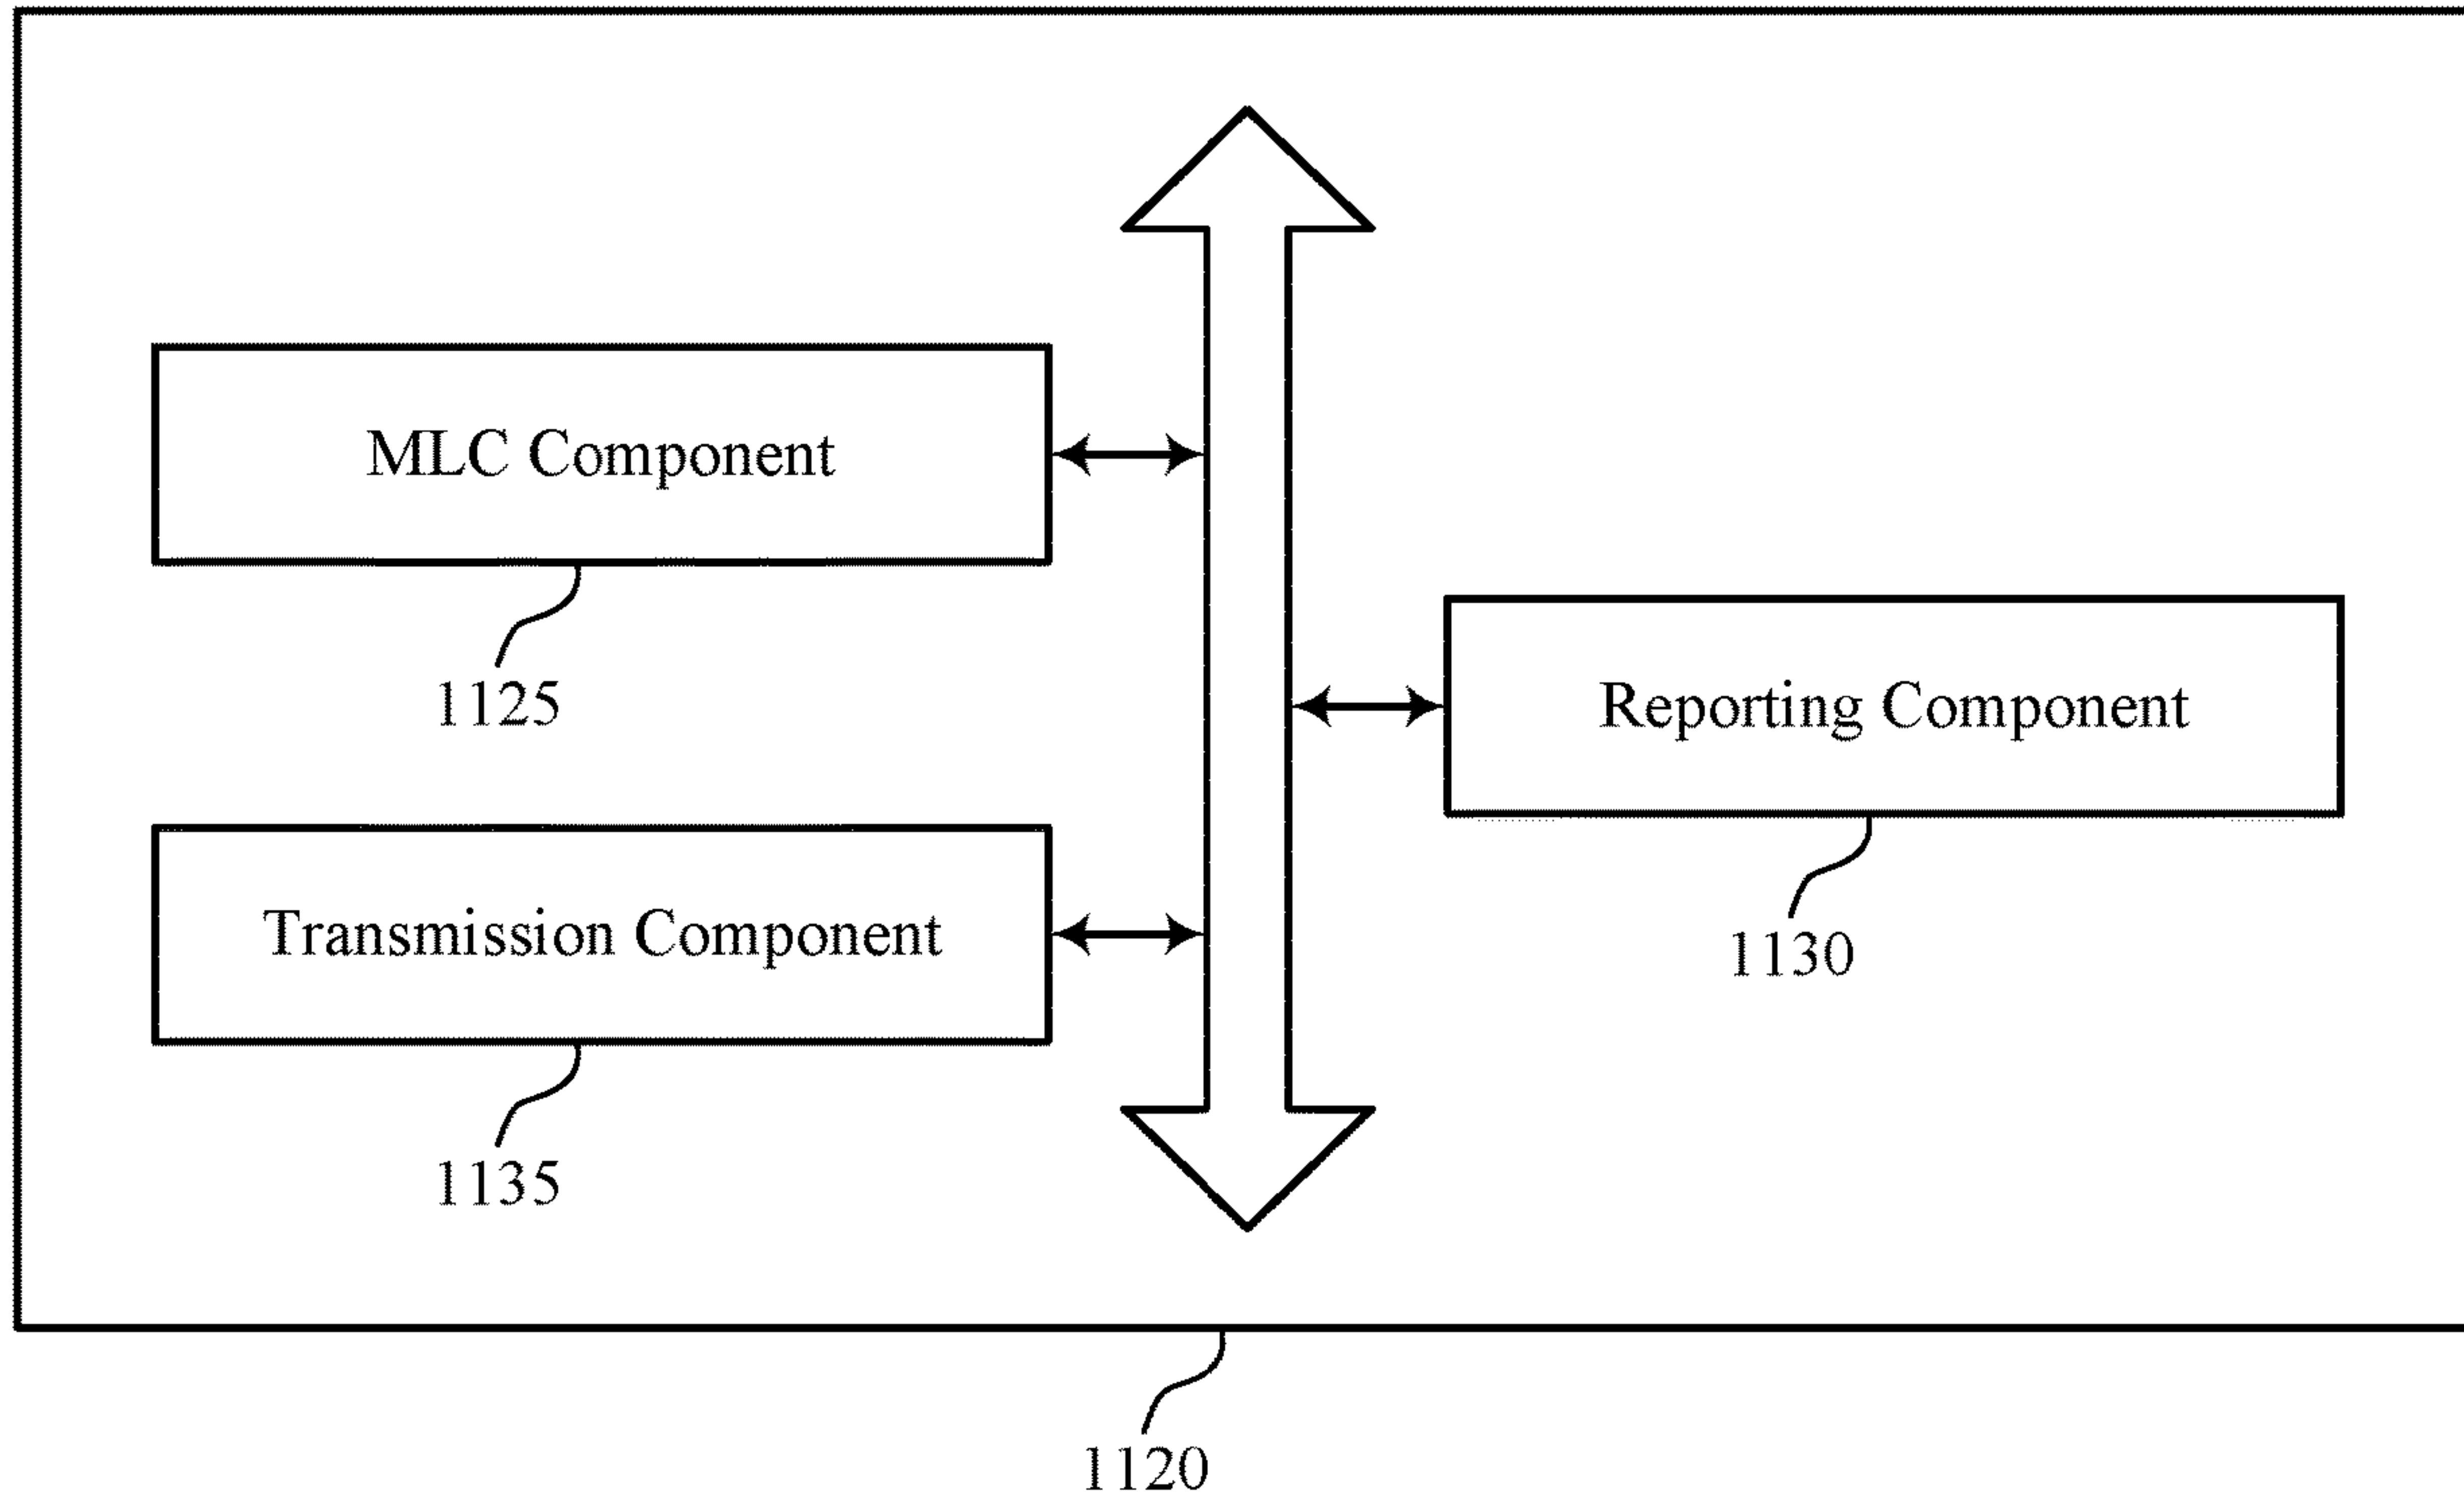 MLC Component
1125
Reporting Component
1130
Transmission Component
1135
1120